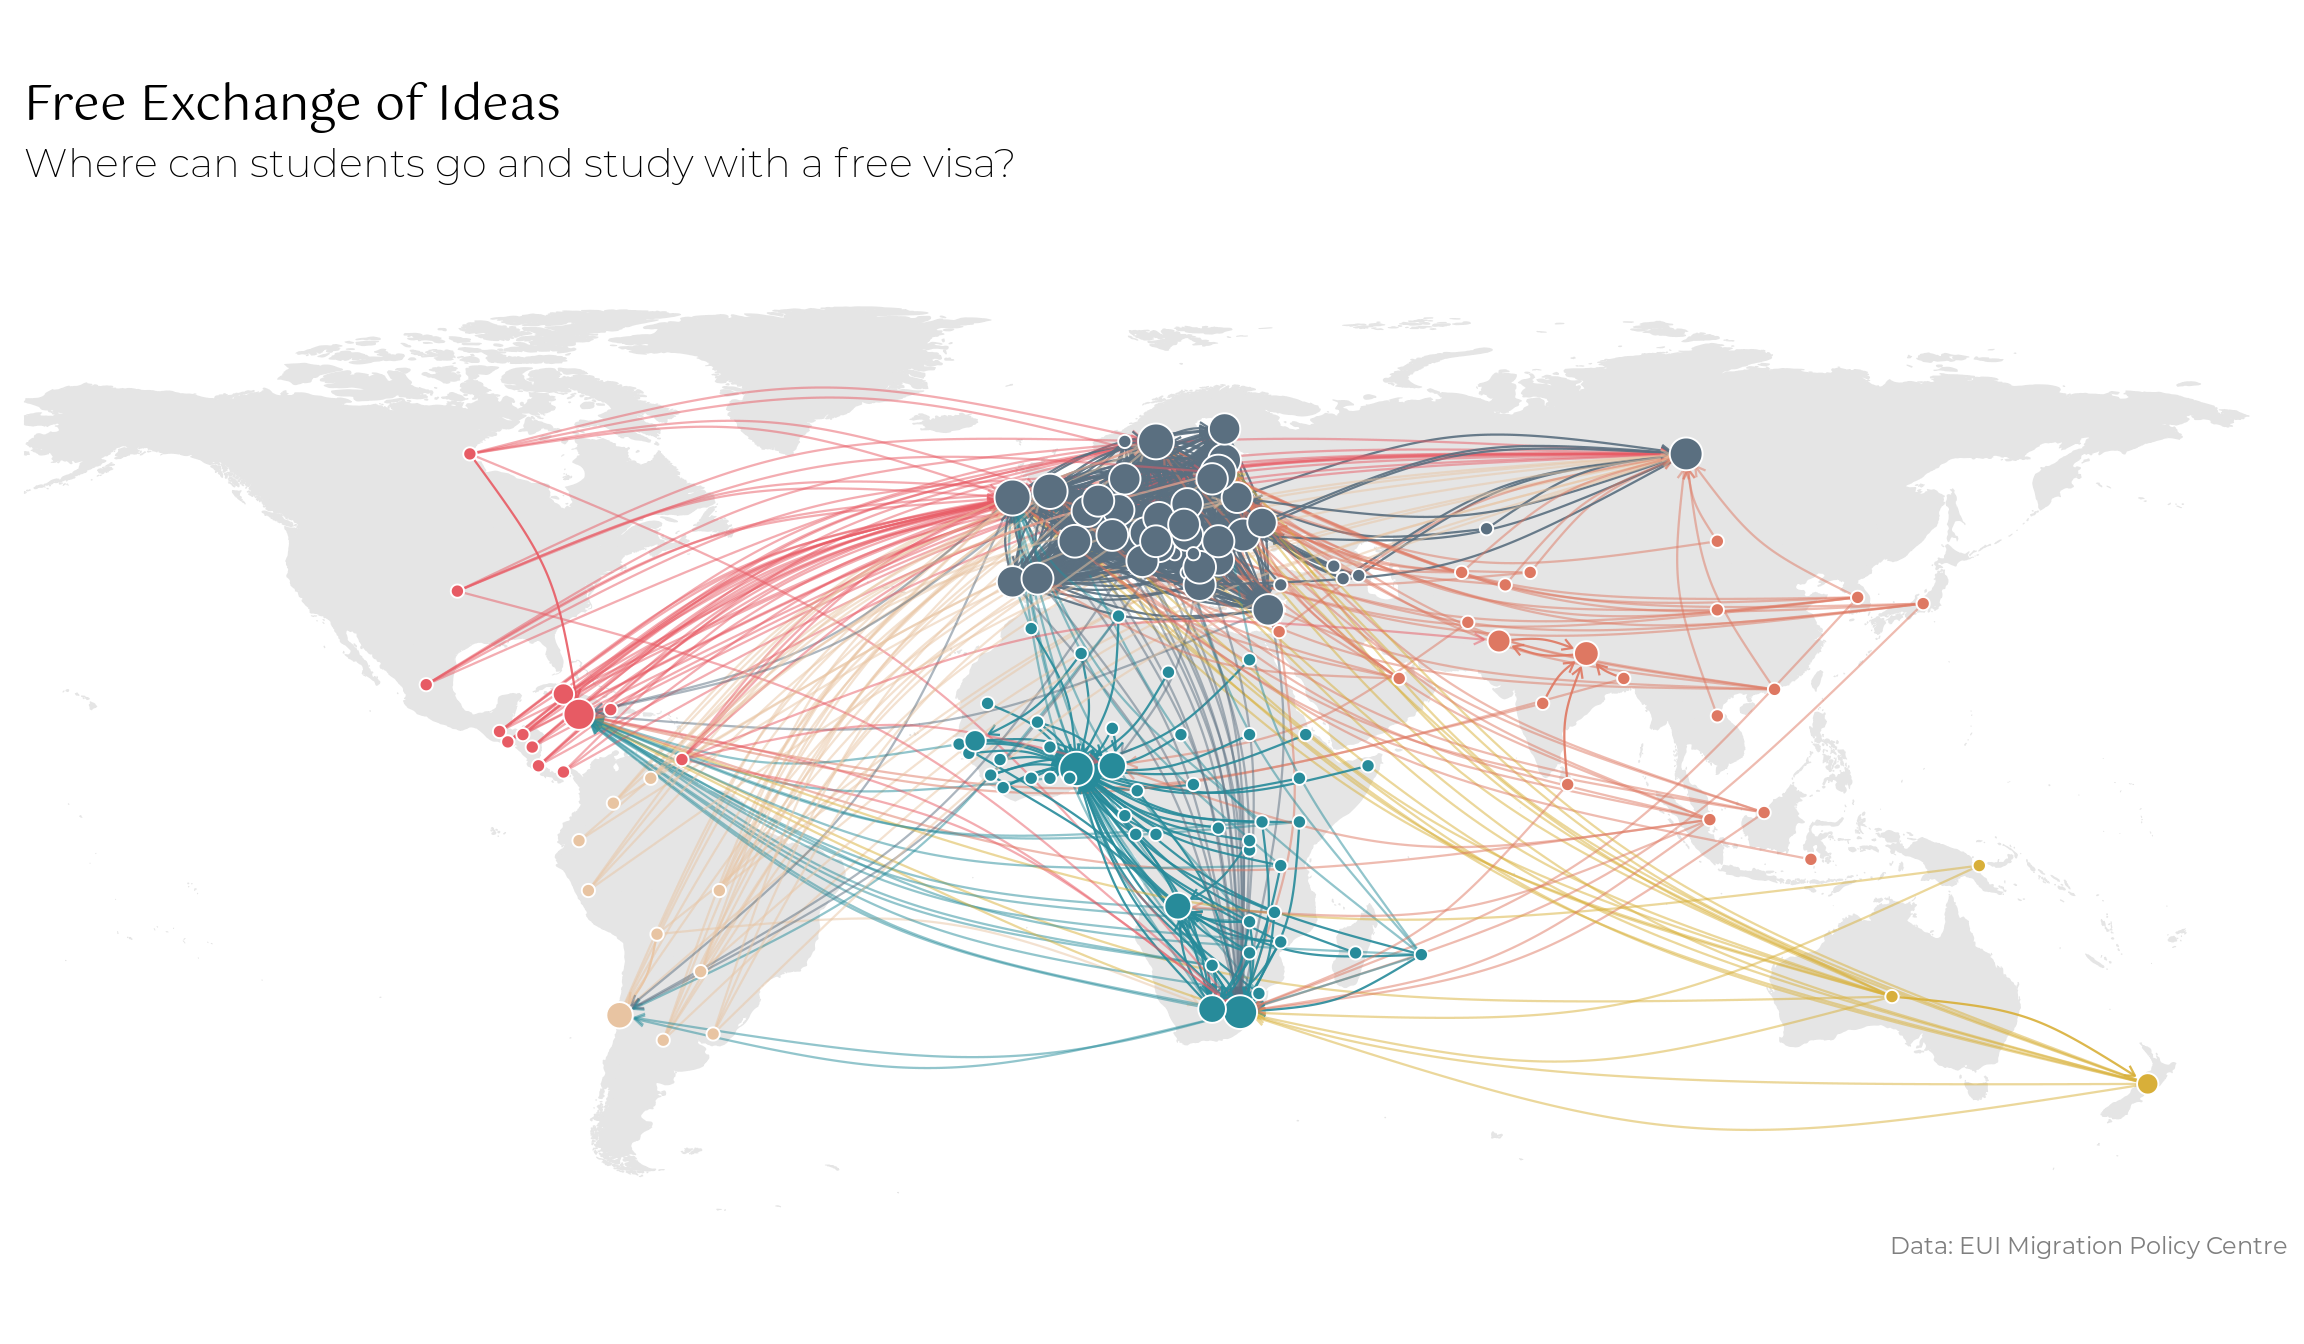 Free Exchange of Ideas
Where can students go and study with a free visa?
Data: EUI Migration Policy Centre